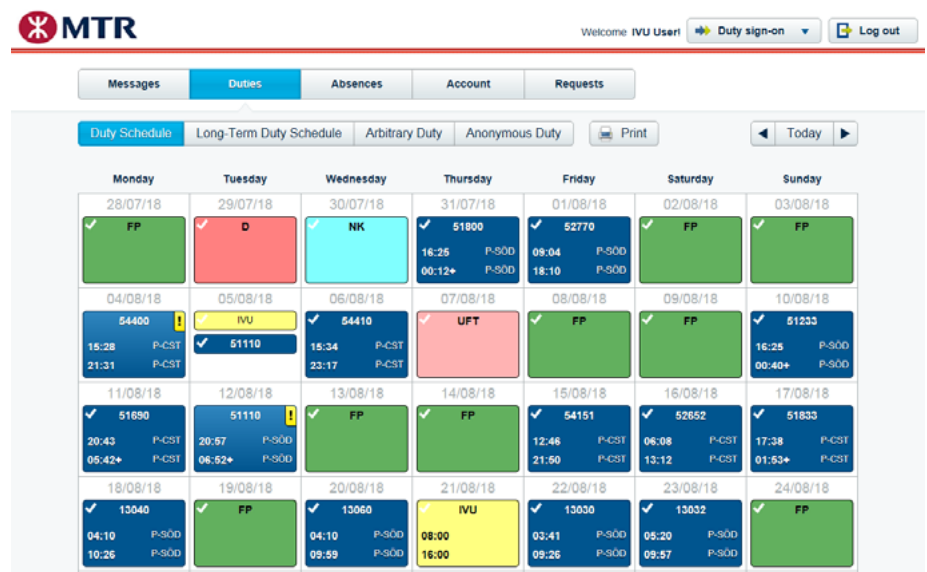 MTR
Welcome IVU User! Duty sign-on Log out
Messages Duties Absences Account Requests
Duty Schedule Long-Term Duty Schedule Arbitrary Duty Anonymous Duty Print Today
Monday Tuesday Wednesday Thursday Friday Saturday Sunday
28/07/18 29/07/18 30/07/18 31/07/18 01/08/18 02/08/18 03/08/18
FP D NK 51800 52770 FP FP
16:25 P-SÖD 09:04 P-SÖD
00:12+ P-SÖD 18:10 P-SÖD
04/08/18 05/08/18 06/08/18 07/08/18 08/08/18 09/08/18 10/08/18
54400 ! IVU 54410 UFT FP FP 51233
15:28 P-CST 51110 15:34 P-CST 16:25 P-SÖD
21:31 P-CST 23:17 P-CST 00:40+ P-SÖD
11/08/18 12/08/18 13/08/18 14/08/18 15/08/18 16/08/18 17/08/18
51690 51110 ! FP FP 54151 52652 51833
20:43 P-CST 20:57 P-SÖD 12:46 P-CST 06:08 P-CST 17:38 P-CST
05:42+ P-CST 06:52+ P-SÖD 21:50 P-CST 13:12 P-CST 01:53+ P-CST
18/08/18 19/08/18 20/08/18 21/08/18 22/08/18 23/08/18 24/08/18
13040 FP 13060 IVU 13030 13032 FP
04:10 P-SÖD 04:10 P-SÖD 08:00 03:41 P-SÖD 05:20 P-SÖD
10:26 P-SÖD 09:59 P-SÖD 16:00 09:26 P-SÖD 09:57 P-SÖD